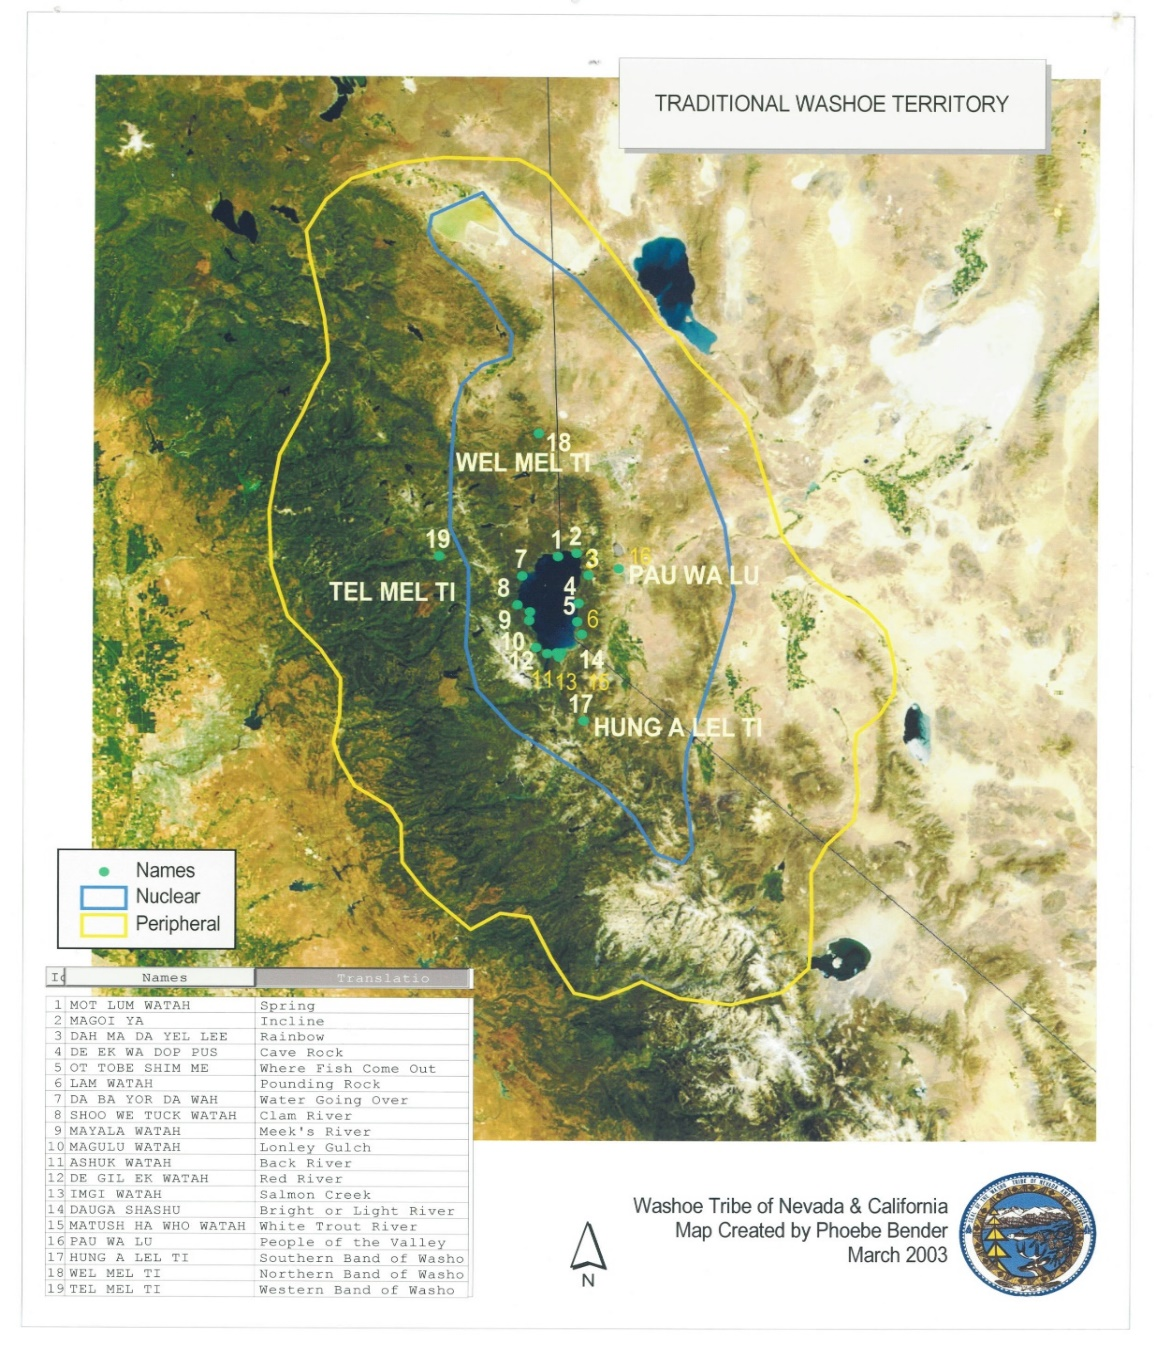 TRADITIONAL WASHOE TERRITORY
18
WEL MEL TI
19
1 2
7
3
16
TEL MEL TI
PAU WA LU
8
4
5
9
6
10
12
14
11 13 15
17
HUNG A LEL TI
Names
Nuclear
Peripheral
Id Names Translatio
1 MOT LUM WATAH Spring
2 MAGOI YA Incline
3 DAH MA DA YEL LEE Rainbow
4 DE EK WA DOP PUS Cave Rock
5 OT TOBE SHIM ME Where Fish Come Out
6 LAM WATAH Pounding Rock
7 DA BA YOR DA WAH Water Going Over
8 SHOO WE TUCK WATAH Clam River
9 MAYALA WATAH Meek's River
10 MAGULU WATAH Lonley Gulch
11 ASHUK WATAH Back River
12 DE GIL EK WATAH Red River
13 IMGI WATAH Salmon Creek
14 DAUGA SHASHU Bright or Light River
15 MATUSH HA WHO WATAH White Trout River
16 PAU WA LU People of the Valley
17 HUNG A LEL TI Southern Band of Washo
18 WEL MEL TI Northern Band of Washo
19 TEL MEL TI Western Band of Washo
N
Washoe Tribe of Nevada & California
Map Created by Phoebe Bender
March 2003